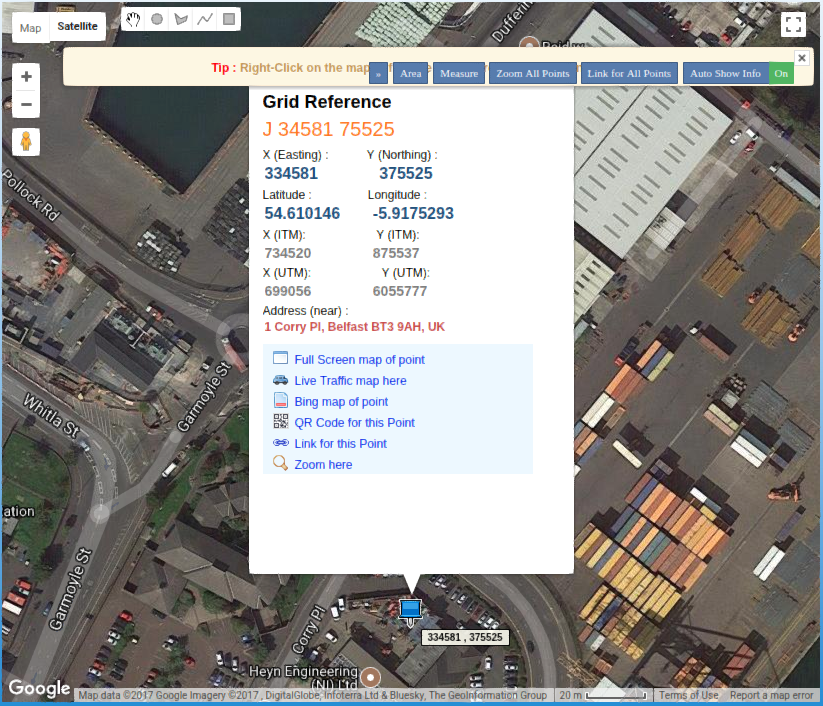 Map
Satellite
Dufferin
Tip : Right-Click on the map
»
Area
Measure
Zoom All Points
Link for All Points
Auto Show Info
On
Grid Reference
J 34581 75525
X (Easting) : Y (Northing) :
334581 375525
Latitude : Longitude :
54.610146 -5.9175293
X (ITM): Y (ITM):
734520 875537
X (UTM): Y (UTM):
699056 6055777
Address (near) :
1 Corry Pl, Belfast BT3 9AH, UK
Full Screen map of point
Live Traffic map here
Bing map of point
QR Code for this Point
Link for this Point
Zoom here
Pollock Rd
Garmoyle St
Whitla St
ation
Garmoyle St
Corry Pl
334581 , 375525
Heyn Engineering
(NI) Ltd
Google
Map data ©2017 Google Imagery ©2017 , DigitalGlobe, Infoterra Ltd & Bluesky, The GeoInformation Group
20 m
Terms of Use
Report a map error